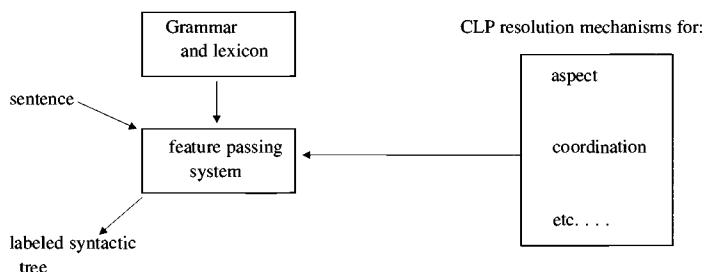 Grammar
and lexicon
CLP resolution mechanisms for:
sentence
aspect
feature passing
system
coordination
labeled syntactic
tree
etc. . . .